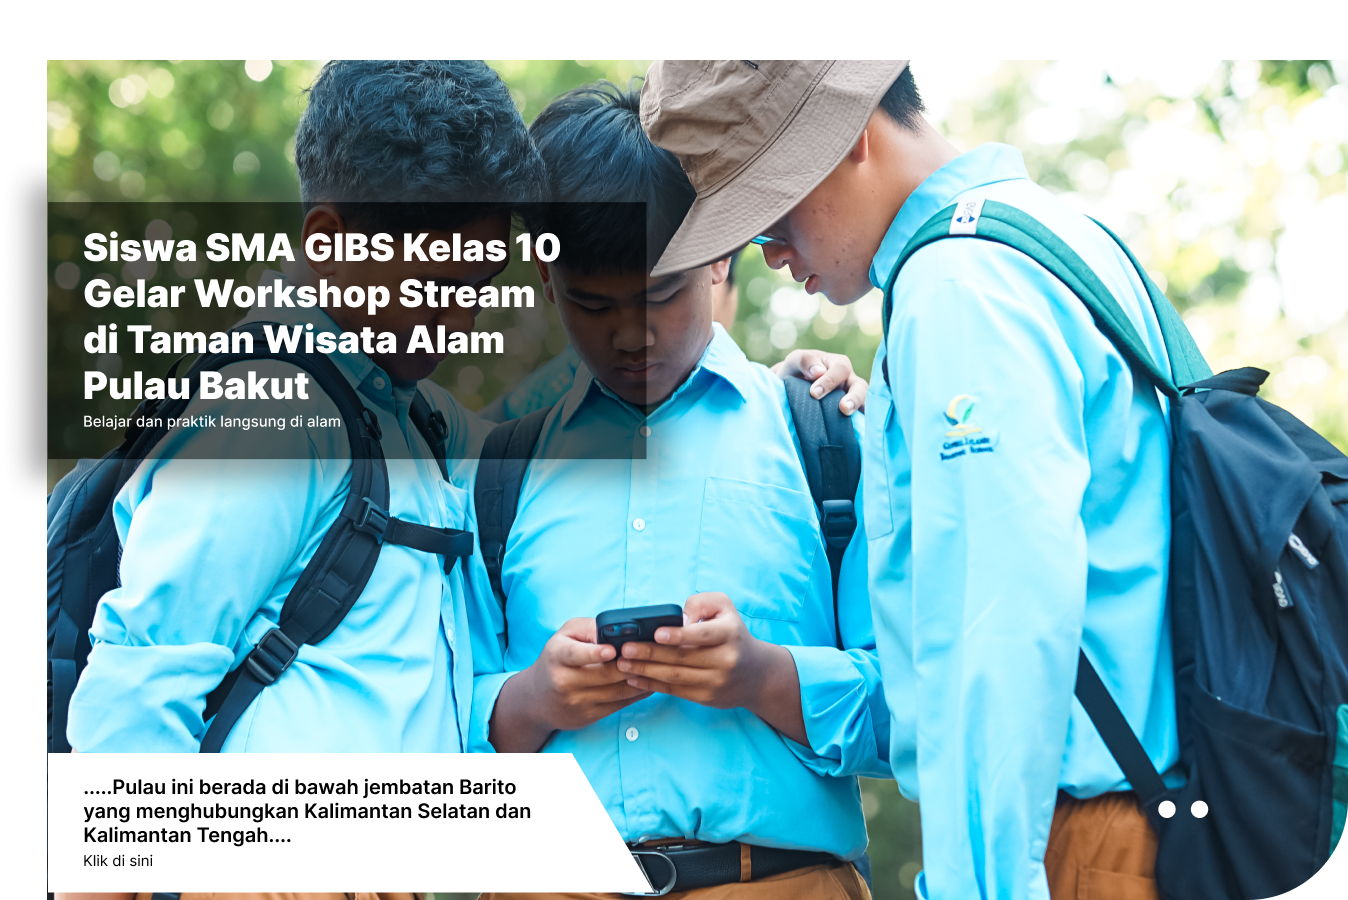 Siswa SMA GIBS Kelas 10
Gelar Workshop Stream
di Taman Wisata Alam
Pulau Bakut
Belajar dan praktik langsung di alam
.....Pulau ini berada di bawah jembatan Barito
yang menghubungkan Kalimantan Selatan dan
Kalimantan Tengah....
Klik di sini